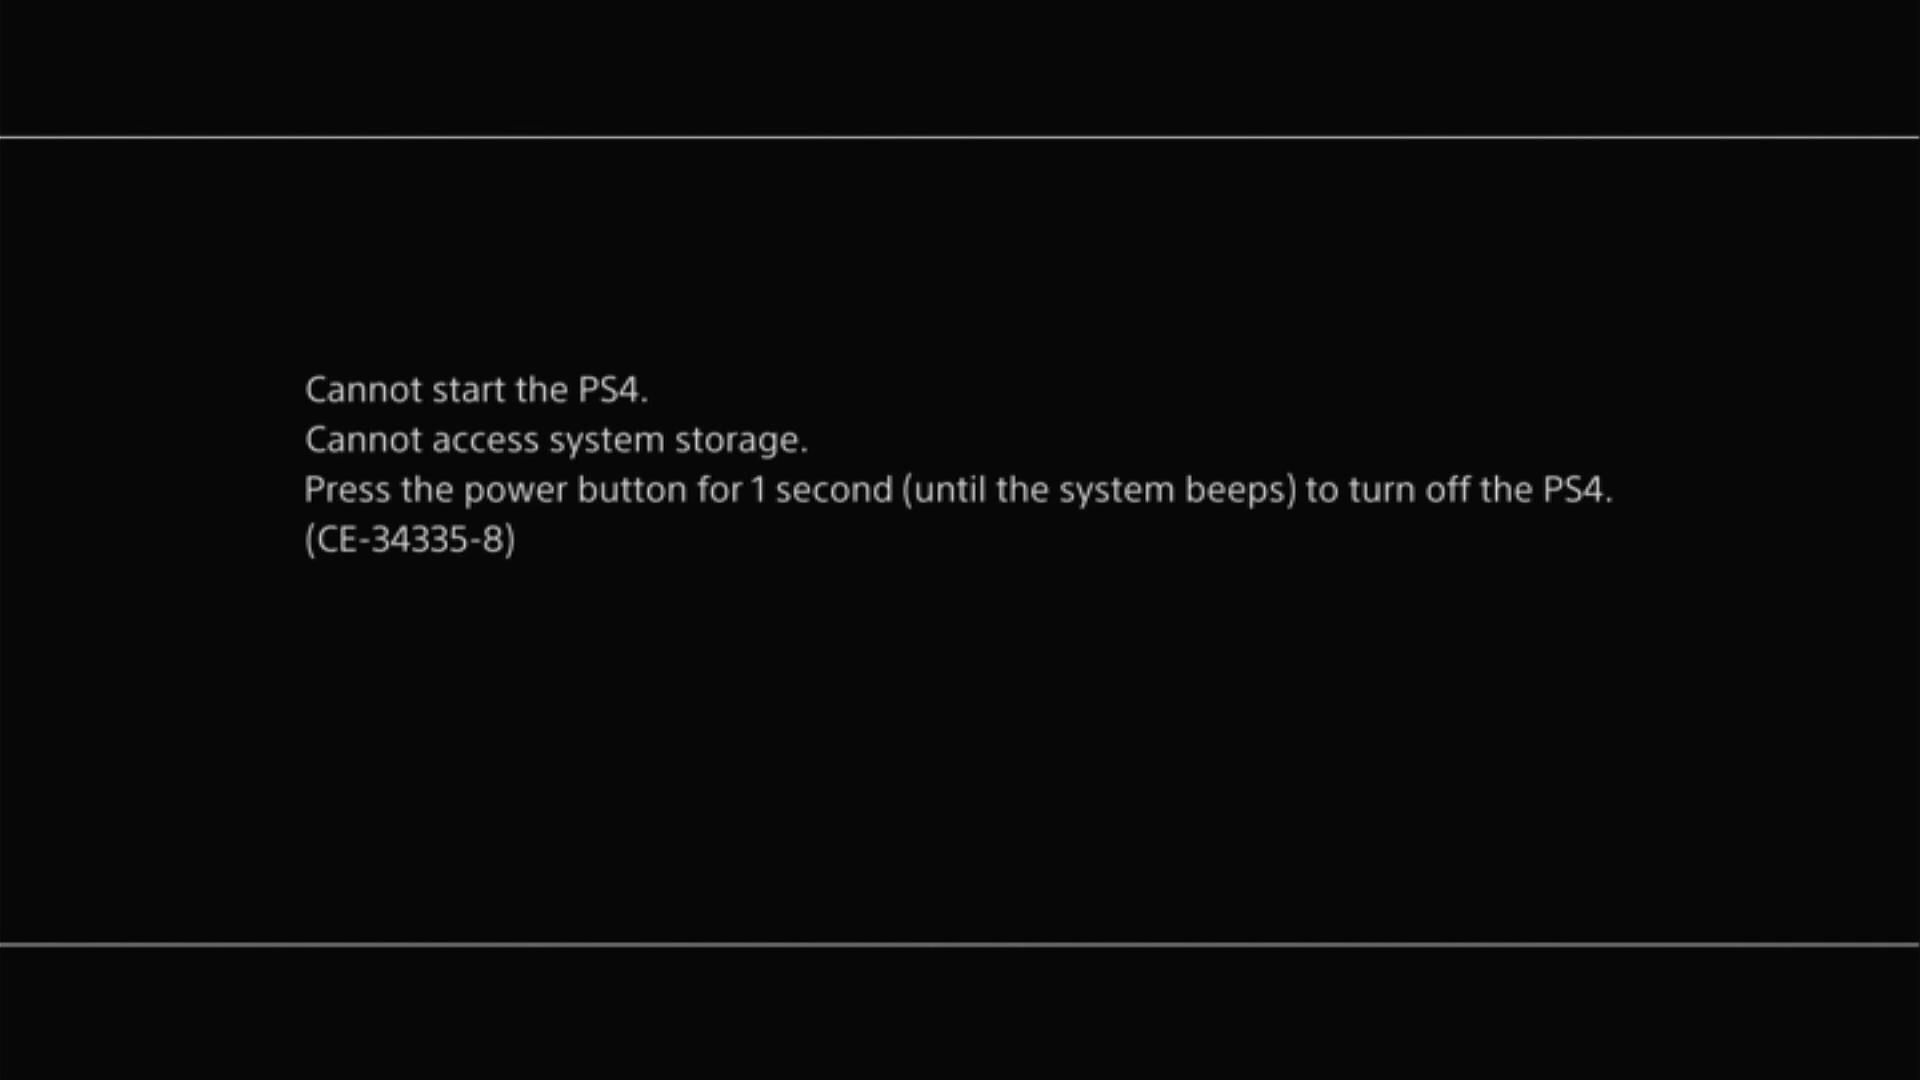 Cannot start the PS4.
Cannot access system storage.
Press the power button for 1 second (until the system beeps) to turn off the PS4.
(CE-34335-8)